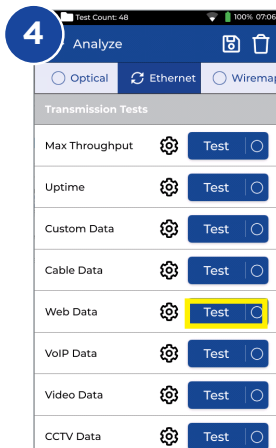 4
Test Count: 48
100% 07:06
Analyze
Optical
Ethernet
Wiremap
Transmission Tests
Max Throughput Test
Uptime Test
Custom Data Test
Cable Data Test
Web Data Test
VoIP Data Test
Video Data Test
CCTV Data Test